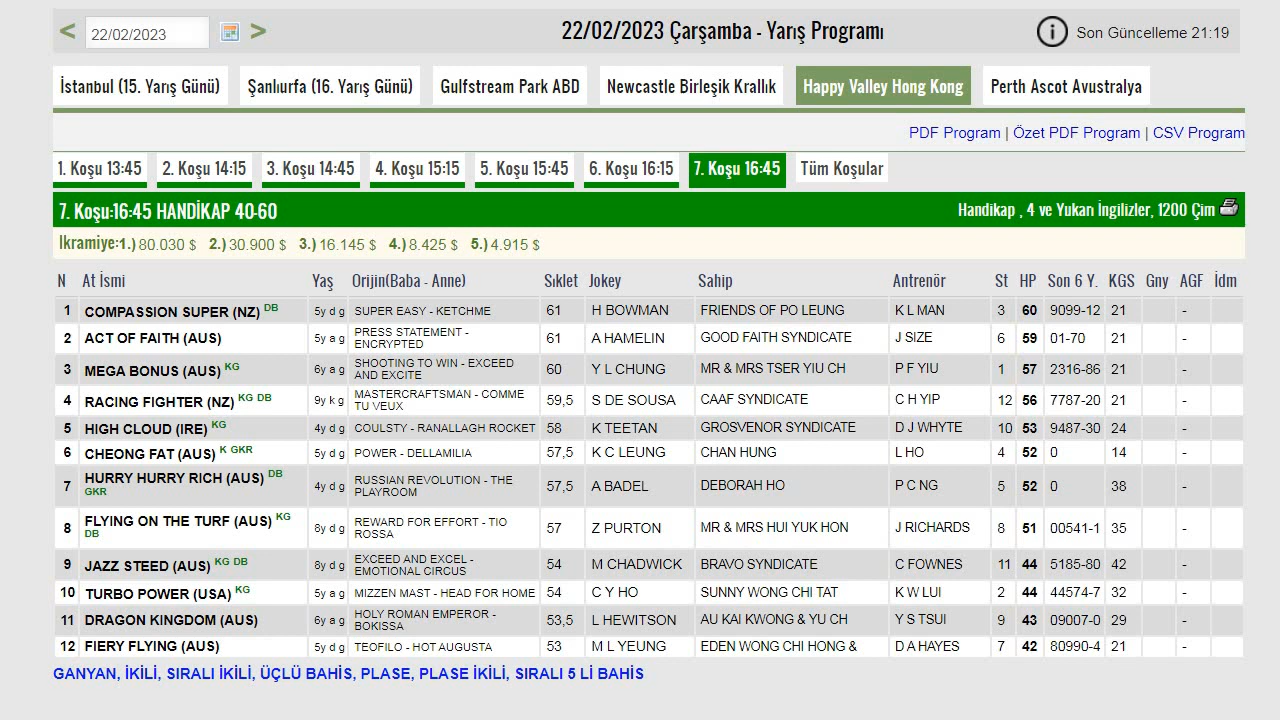 < 22/02/2023 > 22/02/2023 Çarşamba - Yarış Programı Son Güncelleme 21:19
İstanbul (15. Yarış Günü) Şanlıurfa (16. Yarış Günü) Gulfstream Park ABD Newcastle Birleşik Krallık Happy Valley Hong Kong Perth Ascot Avustralya
PDF Program | Özet PDF Program | CSV Program
1. Koşu 13:45 2. Koşu 14:15 3. Koşu 14:45 4. Koşu 15:15 5. Koşu 15:45 6. Koşu 16:15 7. Koşu 16:45 Tüm Koşular
7. Koşu:16:45 HANDİKAP 40-60 Handikap , 4 ve Yukarı İngilizler, 1200 Çim
İkramiye:1.) 80.030 $ 2.) 30.900 $ 3.) 16.145 $ 4.) 8.425 $ 5.) 4.915 $
N At İsmi Yaş Orijin(Baba - Anne) Sıklet Jokey Sahip Antrenör St HP Son 6 Y. KGS Gny AGF İdm
1 COMPASSION SUPER (NZ) DB 5y d g SUPER EASY - KETCHME 61 H BOWMAN FRIENDS OF PO LEUNG K L MAN 3 60 9099-12 21 -
2 ACT OF FAITH (AUS) 5y a g PRESS STATEMENT - ENCRYPTED 61 A HAMELIN GOOD FAITH SYNDICATE J SIZE 6 59 01-70 21 -
3 MEGA BONUS (AUS) KG 6y a g SHOOTING TO WIN - EXCEED AND EXCITE 60 Y L CHUNG MR & MRS TSER YIU CH P F YIU 1 57 2316-86 21 -
4 RACING FIGHTER (NZ) KG DB 9y k g MASTERCRAFTSMAN - COMME TU VEUX 59,5 S DE SOUSA CAAF SYNDICATE C H YIP 12 56 7787-20 21 -
5 HIGH CLOUD (IRE) KG 4y d g COULSTY - RANALLAGH ROCKET 58 K TEETAN GROSVENOR SYNDICATE D J WHYTE 10 53 9487-30 24 -
6 CHEONG FAT (AUS) K GKR 5y d g POWER - DELLAMILIA 57,5 K C LEUNG CHAN HUNG L HO 4 52 0 14 -
7 HURRY HURRY RICH (AUS) DB GKR 4y d g RUSSIAN REVOLUTION - THE PLAYROOM 57,5 A BADEL DEBORAH HO P C NG 5 52 0 38 -
8 FLYING ON THE TURF (AUS) KG DB 8y d g REWARD FOR EFFORT - TIO ROSSA 57 Z PURTON MR & MRS HUI YUK HON J RICHARDS 8 51 00541-1 35 -
9 JAZZ STEED (AUS) KG DB 8y d g EXCEED AND EXCEL - EMOTIONAL CIRCUS 54 M CHADWICK BRAVO SYNDICATE C FOWNES 11 44 5185-80 42 -
10 TURBO POWER (USA) KG 5y a g MIZZEN MAST - HEAD FOR HOME 54 C Y HO SUNNY WONG CHI TAT K W LUI 2 44 44574-7 32 -
11 DRAGON KINGDOM (AUS) 6y a g HOLY ROMAN EMPEROR - BOKISSA 53,5 L HEWITSON AU KAI KWONG & YU CH Y S TSUI 9 43 09007-0 29 -
12 FIERY FLYING (AUS) 5y d g TEOFILO - HOT AUGUSTA 53 M L YEUNG EDEN WONG CHI HONG & D A HAYES 7 42 80990-4 21 -
GANYAN, İKİLİ, SIRALI İKİLİ, ÜÇLÜ BAHİS, PLASE, PLASE İKİLİ, SIRALI 5 Lİ BAHİS